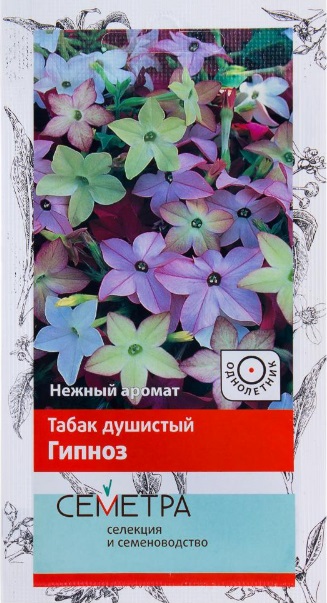 ОДНОЛЕТНИК
Нежный аромат
Табак душистый
Гипноз
СЕМЕТРА
селекция
и семеноводство